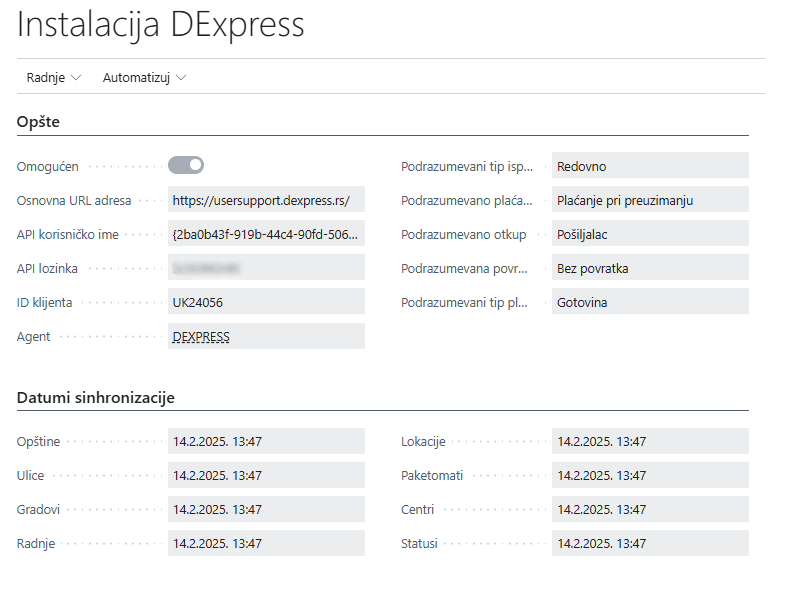 Instalacija DExpress
Radnje Automatizuj
Opšte
Omogućen
Osnovna URL adresa https://usersupport.dexpress.rs/
API korisničko ime {2ba0b43f-919b-44c4-90fd-506...
API lozinka
ID klijenta UK24056
Agent DEXPRESS
Podrazumevani tip isp... Redovno
Podrazumevano plaća... Plaćanje pri preuzimanju
Podrazumevano otkup Pošiljalac
Podrazumevana povr... Bez povratka
Podrazumevani tip pl... Gotovina
Datumi sinhronizacije
Opštine 14.2.2025. 13:47
Ulice 14.2.2025. 13:47
Gradovi 14.2.2025. 13:47
Radnje 14.2.2025. 13:47
Lokacije 14.2.2025. 13:47
Paketomati 14.2.2025. 13:47
Centri 14.2.2025. 13:47
Statusi 14.2.2025. 13:47